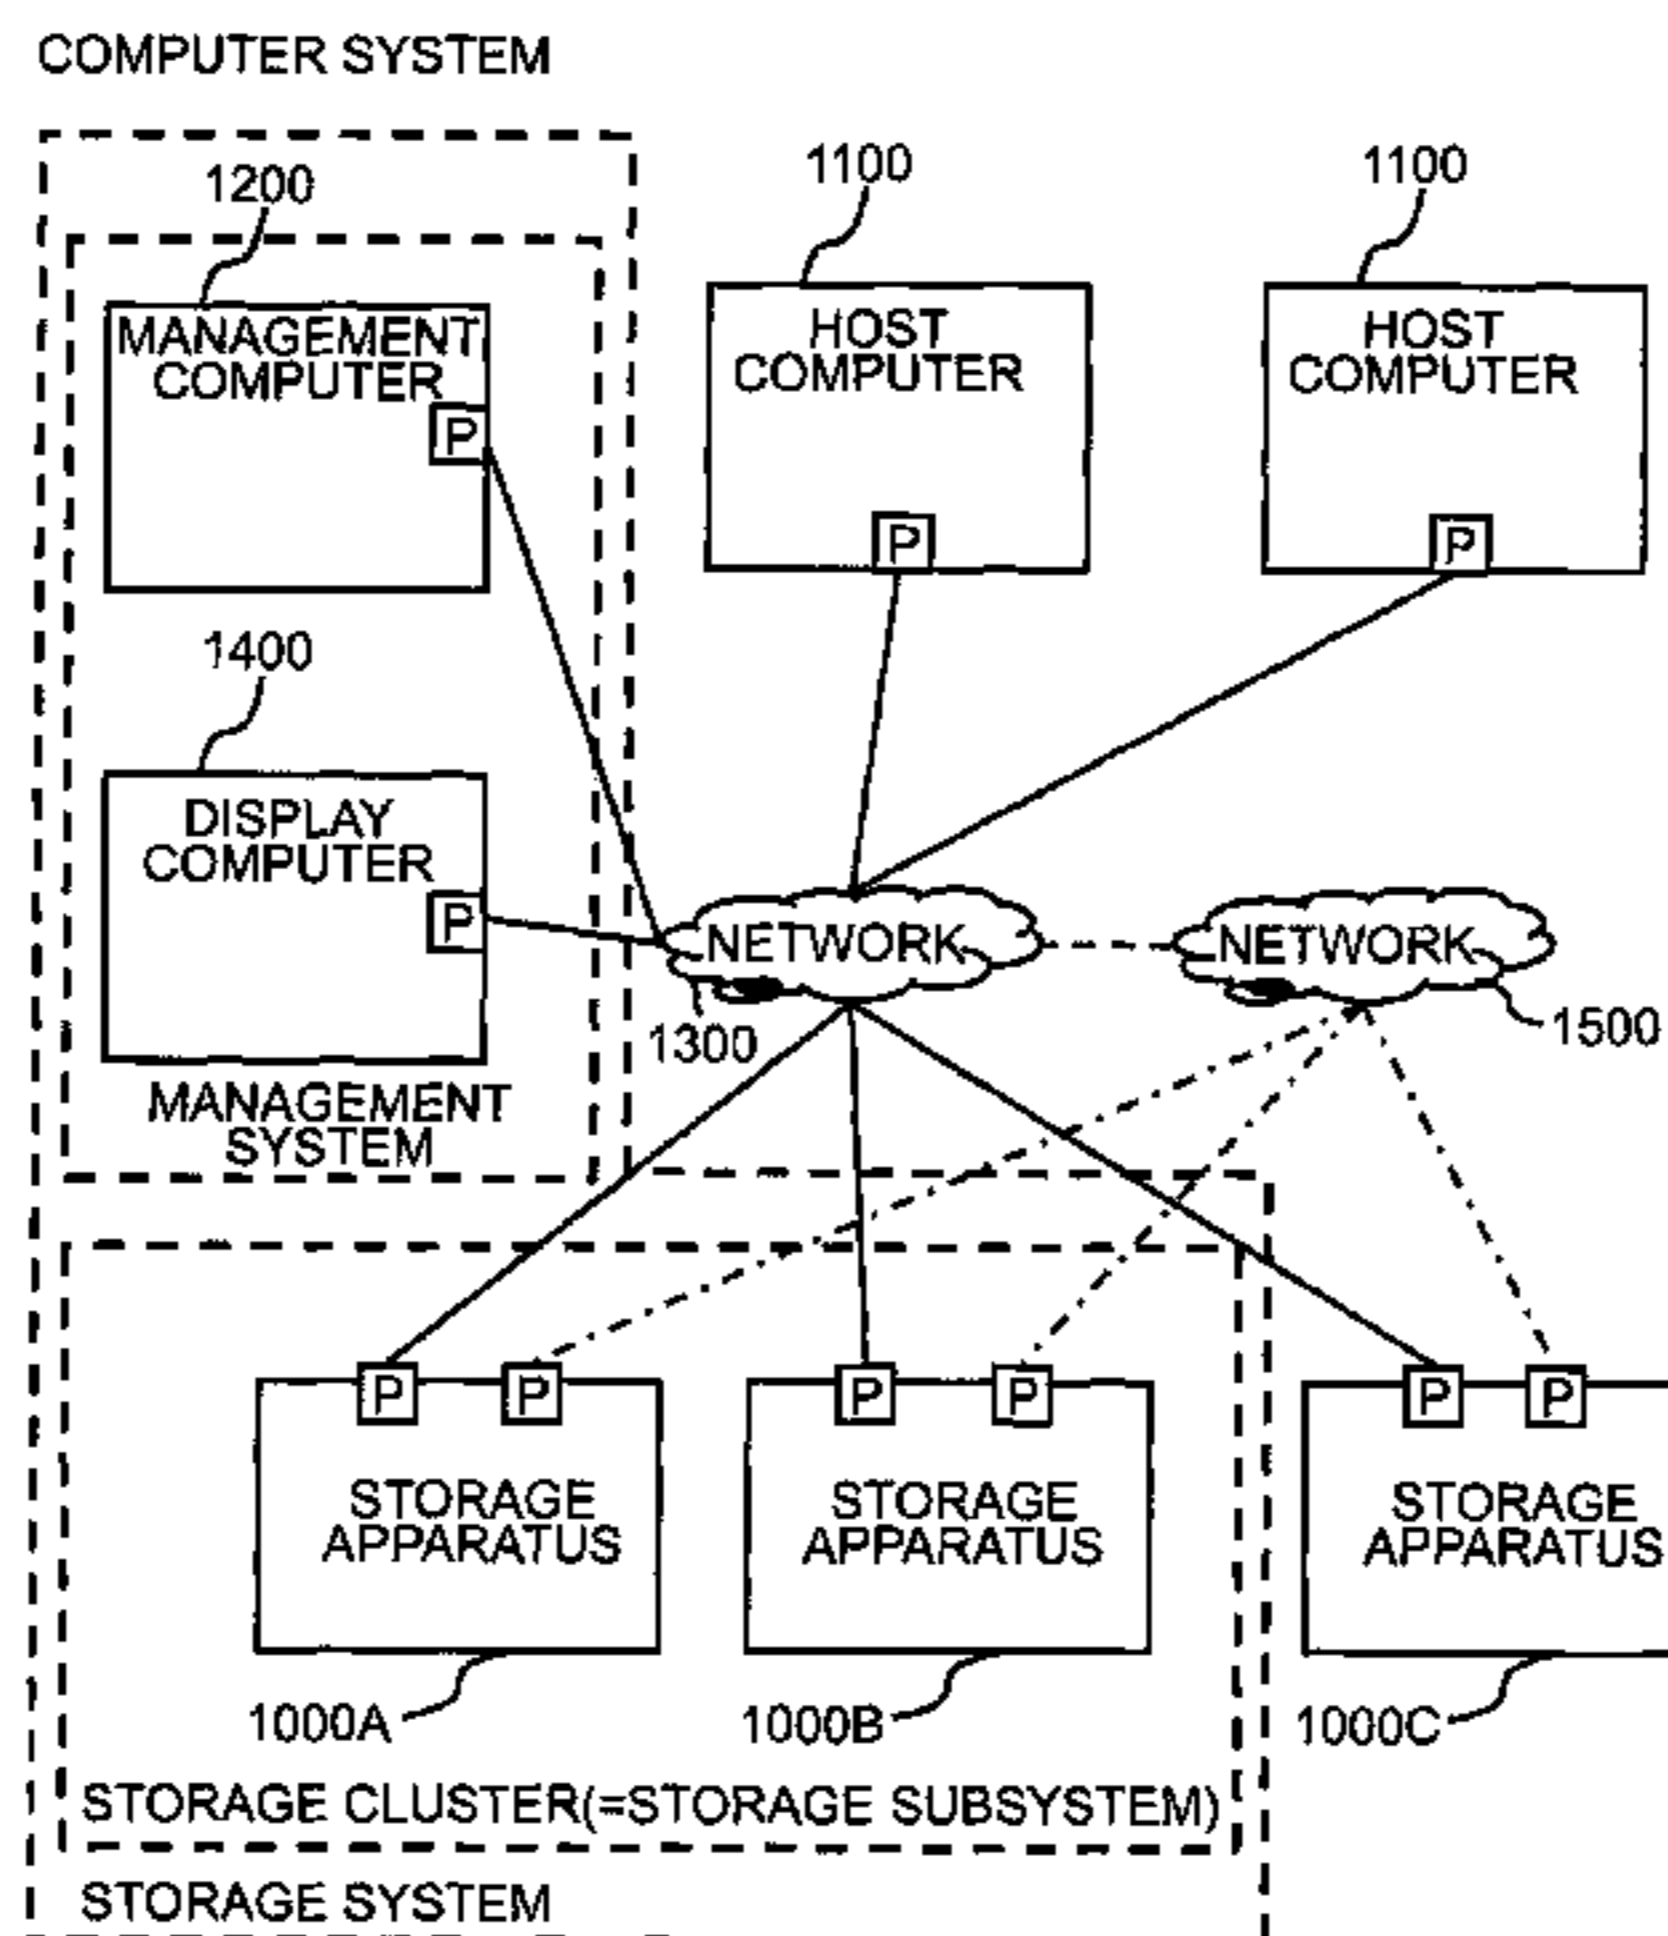 COMPUTER SYSTEM
1200
1100
1100
MANAGEMENT
COMPUTER
P
HOST
COMPUTER
P
HOST
COMPUTER
P
1400
DISPLAY
COMPUTER
P
MANAGEMENT
SYSTEM
NETWORK
1300
NETWORK
1500
P
P
STORAGE
APPARATUS
1000A
P
P
STORAGE
APPARATUS
1000B
P
P
STORAGE
APPARATUS
1000C
STORAGE CLUSTER(=STORAGE SUBSYSTEM)
STORAGE SYSTEM